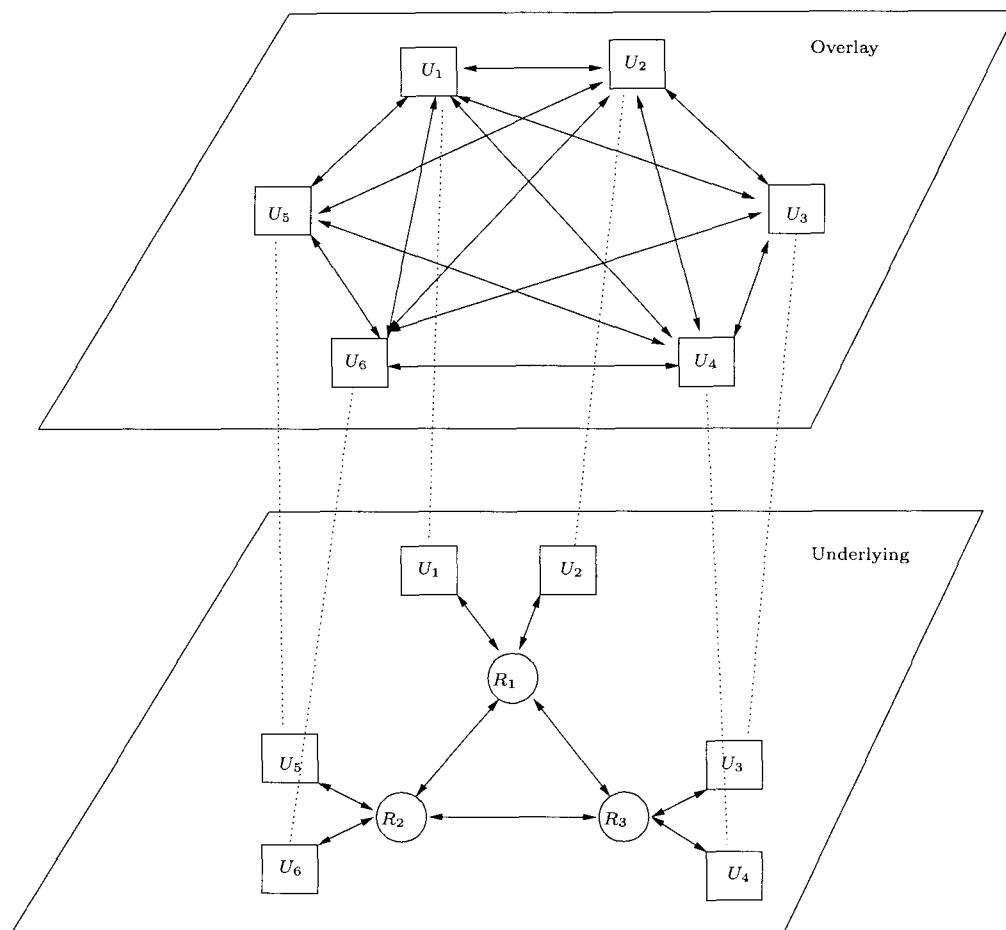 Overlay
U₁
U₂
U₅
U₃
U₆
U₄
Underlying
U₁
U₂
R₁
U₅
U₃
R₂
R₃
U₆
U₄